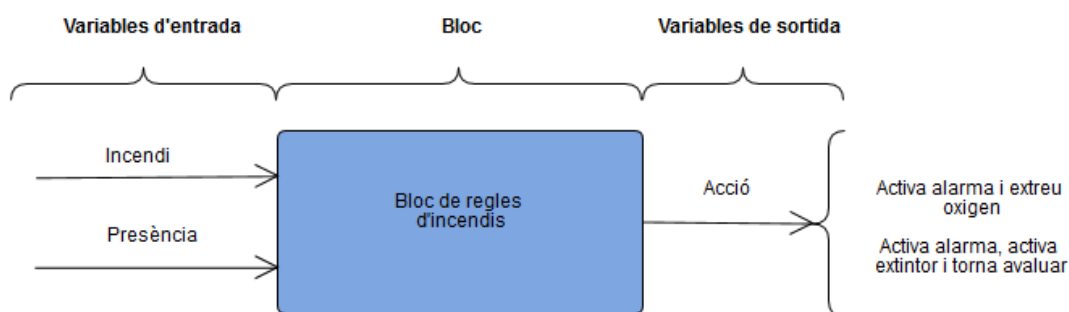 Variables d'entrada
Bloc
Variables de sortida
Incendi
Presència
Bloc de regles
d'incendis
Acció
Activa alarma i extreu
oxigen
Activa alarma, activa
extintor i torna avaluar